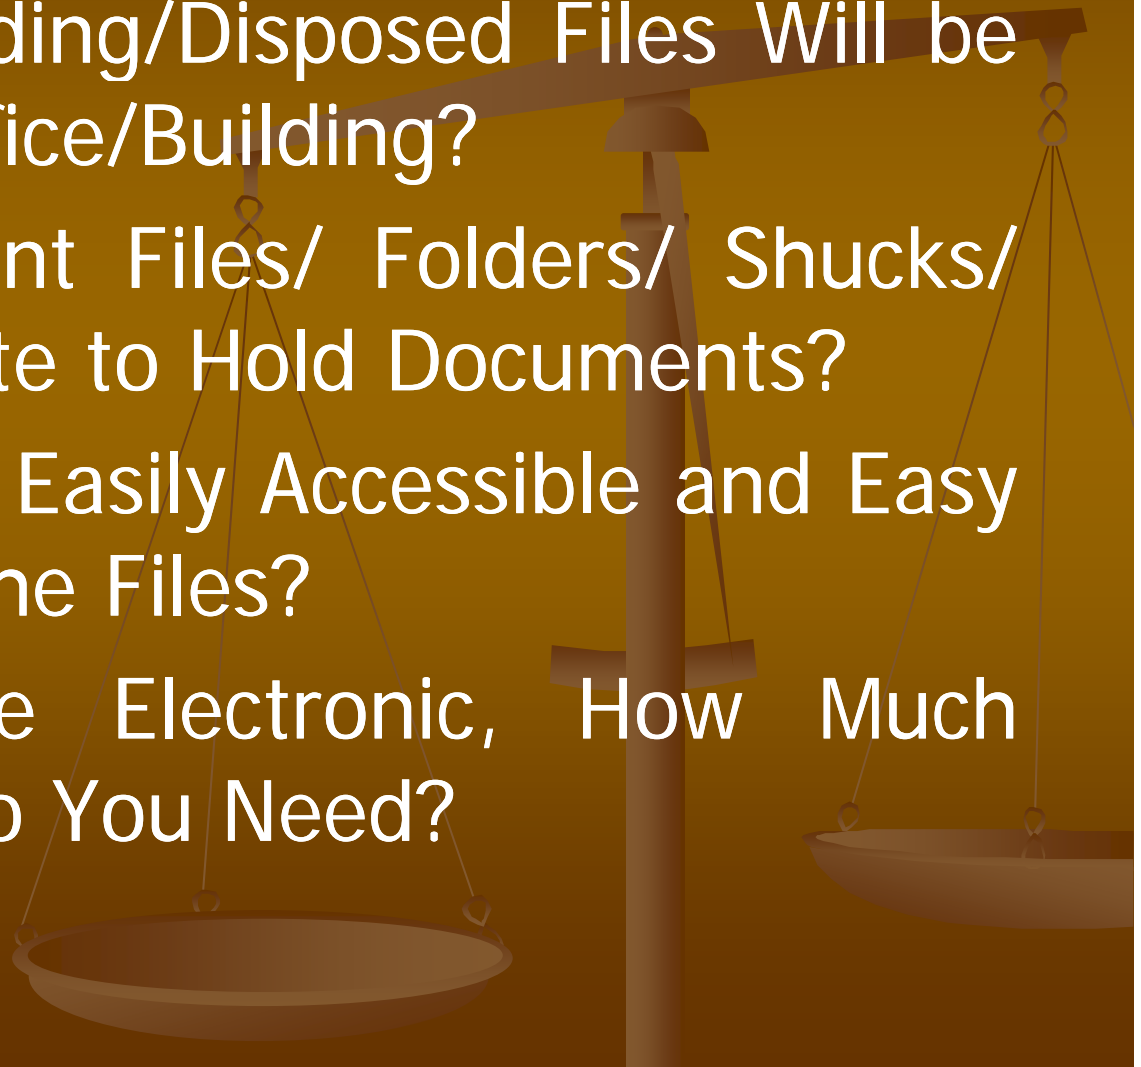 ding/Disposed Files Will be
ice/Building?
nt Files/ Folders/ Shucks/
te to Hold Documents?
Easily Accessible and Easy
he Files?
e Electronic, How Much
o You Need?